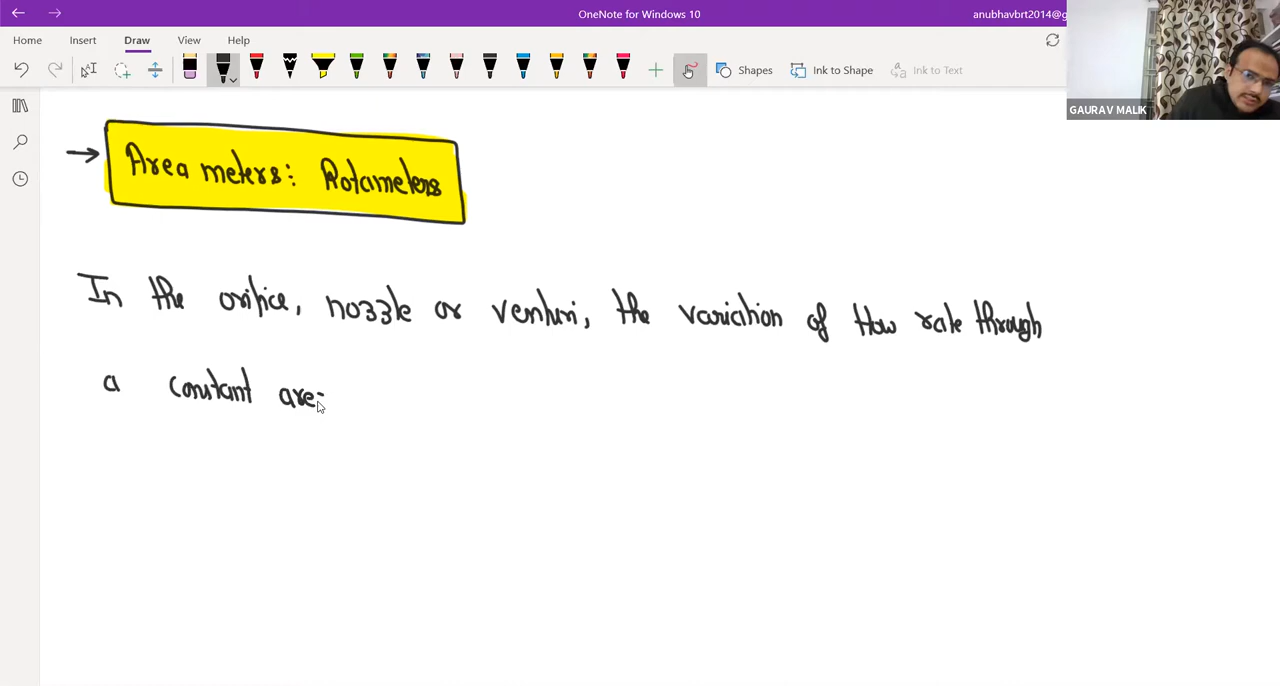 OneNote for Windows 10
anubhavbrt2014@g
Home Insert Draw View Help
Shapes Ink to Shape Ink to Text
GAURAV MALIK
Area meters: Rotameters
In the orifice, nozzle or venturi, the variation of flow rate through
a constant are